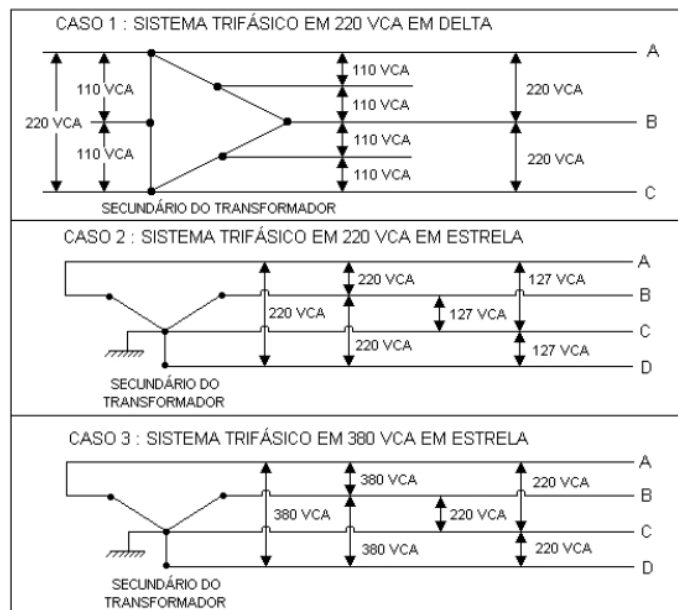 CASO 1 : SISTEMA TRIFÁSICO EM 220 VCA EM DELTA
A
110 VCA
110 VCA
110 VCA
220 VCA
220 VCA
B
110 VCA
110 VCA
220 VCA
110 VCA
C
SECUNDÁRIO DO TRANSFORMADOR
CASO 2 : SISTEMA TRIFÁSICO EM 220 VCA EM ESTRELA
A
220 VCA
127 VCA
B
220 VCA
127 VCA
C
220 VCA
127 VCA
D
SECUNDÁRIO DO
TRANSFORMADOR
CASO 3 : SISTEMA TRIFÁSICO EM 380 VCA EM ESTRELA
A
380 VCA
220 VCA
B
380 VCA
220 VCA
C
380 VCA
220 VCA
D
SECUNDÁRIO DO
TRANSFORMADOR